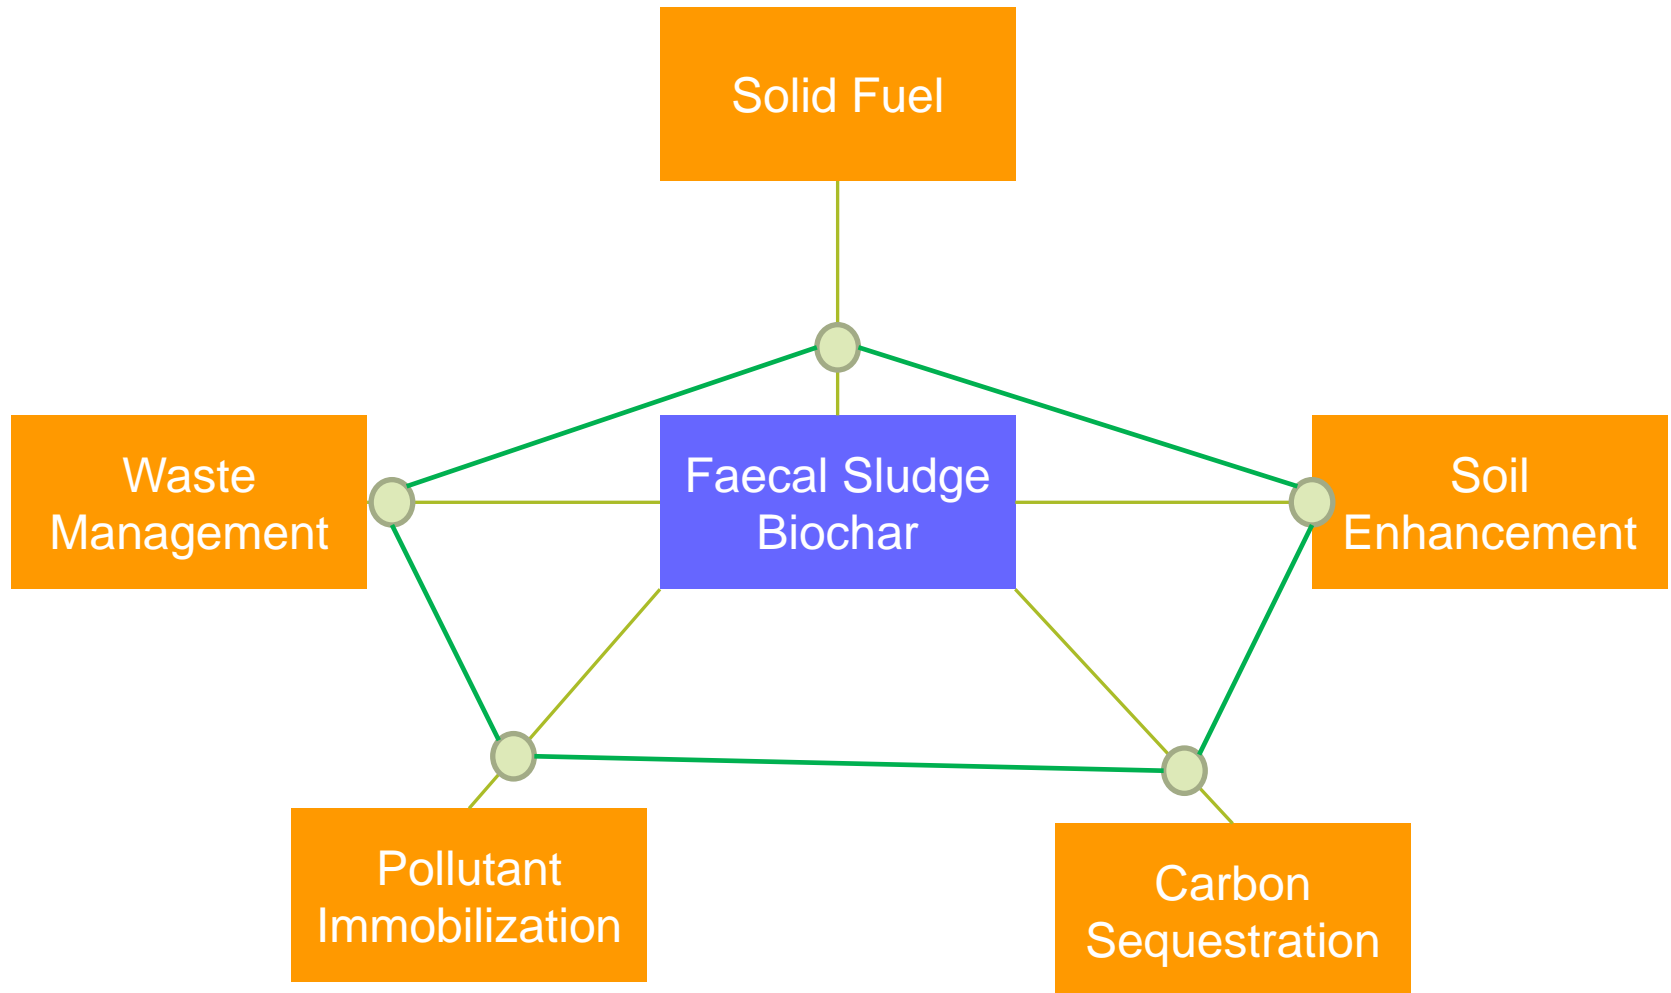 Solid Fuel
Waste
Management
Faecal Sludge
Biochar
Soil
Enhancement
Pollutant
Immobilization
Carbon
Sequestration